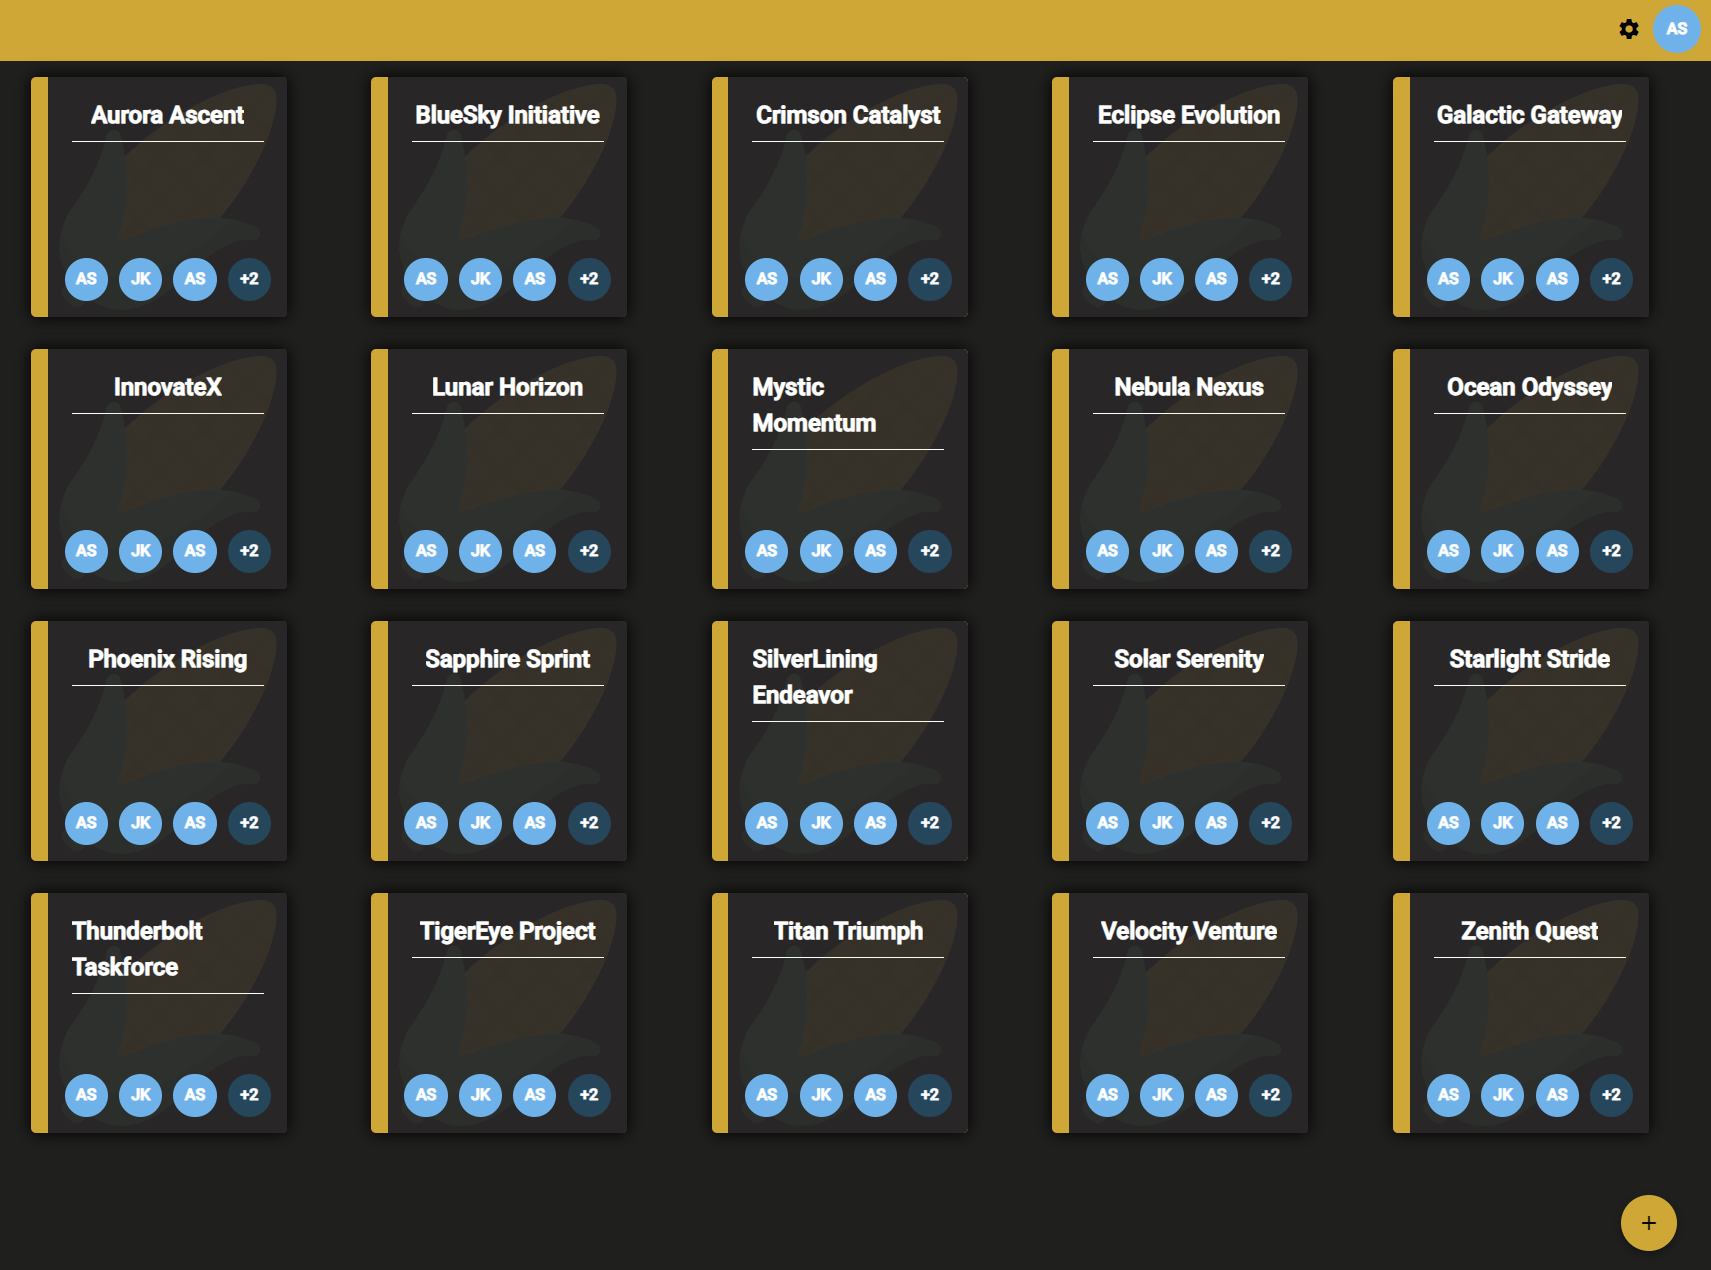 AS
Aurora Ascent
AS JK AS +2
BlueSky Initiative
AS JK AS +2
Crimson Catalyst
AS JK AS +2
Eclipse Evolution
AS JK AS +2
Galactic Gateway
AS JK AS +2
InnovateX
AS JK AS +2
Lunar Horizon
AS JK AS +2
Mystic
Momentum
AS JK AS +2
Nebula Nexus
AS JK AS +2
Ocean Odyssey
AS JK AS +2
Phoenix Rising
AS JK AS +2
Sapphire Sprint
AS JK AS +2
SilverLining
Endeavor
AS JK AS +2
Solar Serenity
AS JK AS +2
Starlight Stride
AS JK AS +2
Thunderbolt
Taskforce
AS JK AS +2
TigerEye Project
AS JK AS +2
Titan Triumph
AS JK AS +2
Velocity Venture
AS JK AS +2
Zenith Quest
AS JK AS +2
+